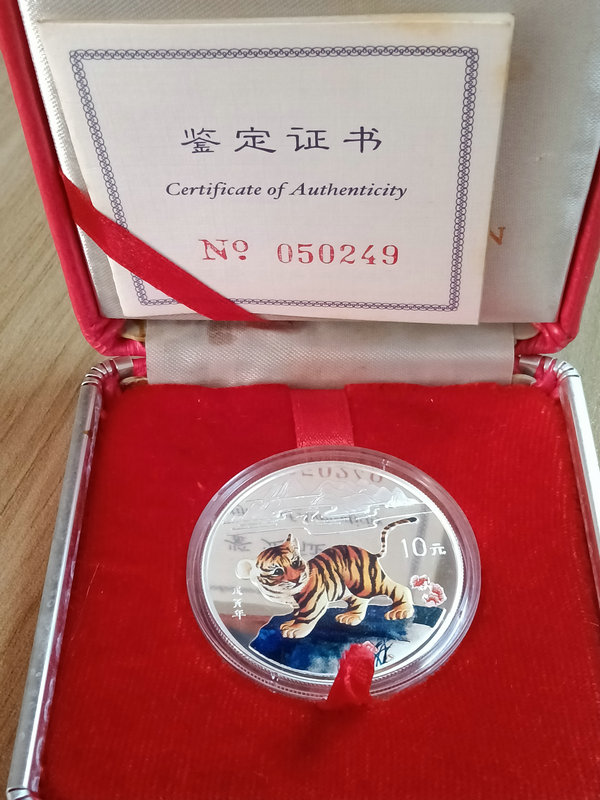 鉴定证书
Certificate of Authenticity
No 050249
N
10元
戊寅年